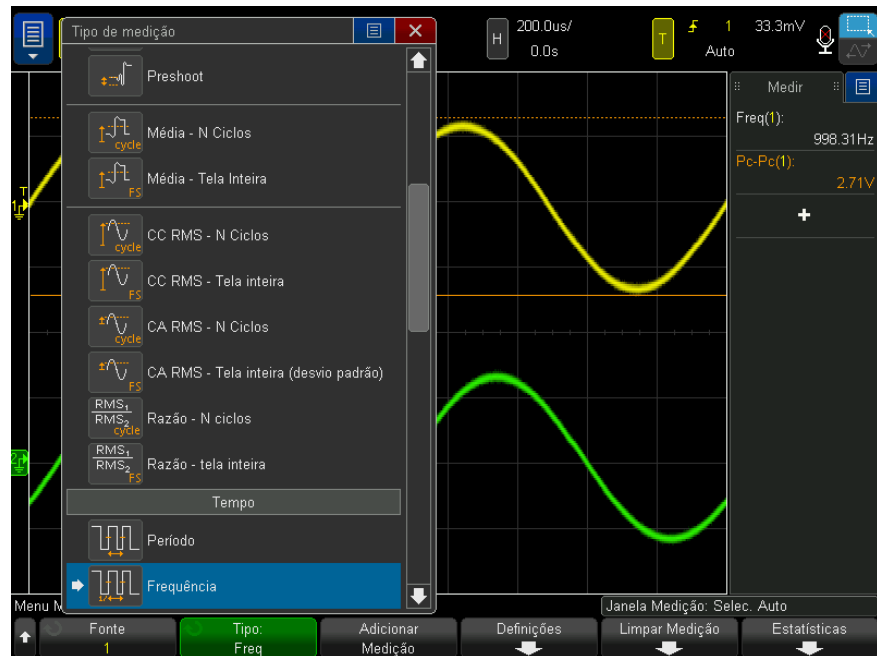 Tipo de medição
H
200.0us/
0.0s
T
1
33.3mV
Auto
Preshoot
cycle
Média - N Ciclos
FS
Média - Tela Inteira
cycle
CC RMS - N Ciclos
FS
CC RMS - Tela inteira
cycle
CA RMS - N Ciclos
FS
CA RMS - Tela inteira (desvio padrão)
RMS₁
RMS₂
cycle
Razão - N ciclos
RMS₁
RMS₂
FS
Razão - tela inteira
Tempo
Período
1/
Frequência
Medir
Freq(1):
998.31Hz
Pc-Pc(1):
2.71V
+
T
1
2
Menu M
Janela Medição: Selec. Auto
Fonte
1
Tipo:
Freq
Adicionar
Medição
Definições
Limpar Medição
Estatísticas